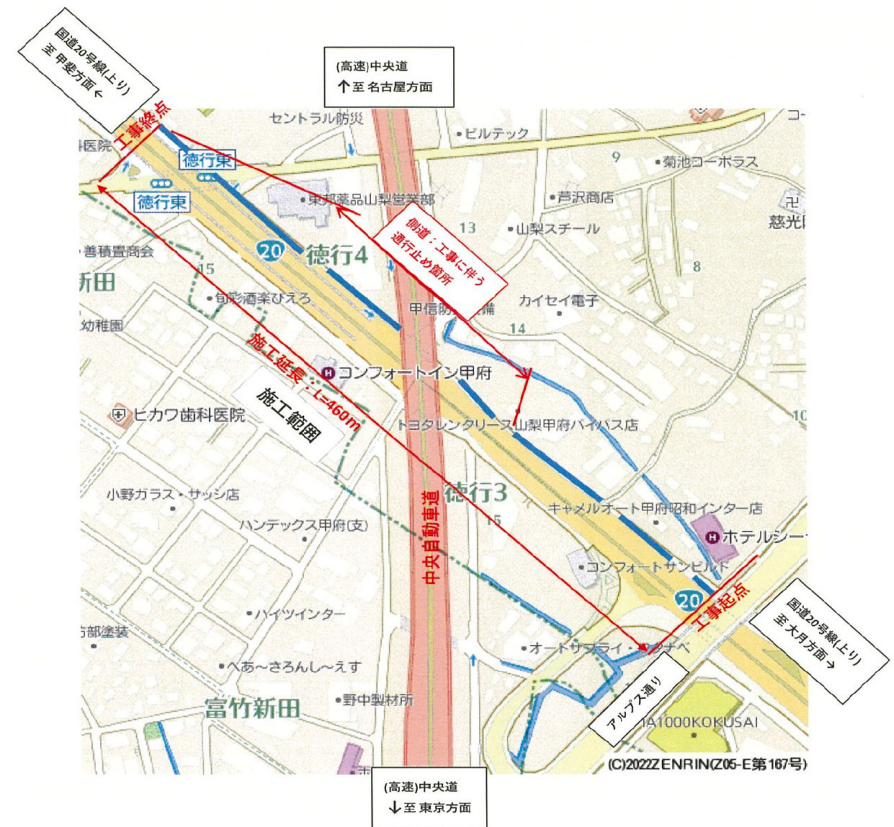 国道20号線(上り)
至 甲斐方面 ←
(高速)中央道
↑至 名古屋方面
工事終点
セントラル防災
ビルテック
徳行東
徳行東
東邦薬品山梨営業部
菊池コーポラス
芦沢商店
山梨スチール
側道：工事に伴う
通行止め箇所
善積畳商会
20
徳行4
新田
15
旬彩酒楽ひえろ
幼稚園
甲信防
備
カイセイ電子
9
13
8
14
10
コンフォートイン甲府
施工延長：L=460m
施工範囲
ヒカワ歯科医院
トヨタレンタリース山梨甲府バイパス店
小野ガラス・サッシ店
徳行3
15
中央自動車道
キャメルオート甲府昭和インター店
ハンテックス甲府(支)
ホテルシー
コンフォートサンビルド
20
工事起点
国道20号線(上り)
至 大月方面 →
ハイツインター
方部塗装
へあ～さろんし～えす
オートサプライ・
ナベ
アルプス通り
富竹新田
野中製材所
A1000KOKUSAI
(C)2022ZENRIN(Z05-E第167号)
(高速)中央道
↓至 東京方面